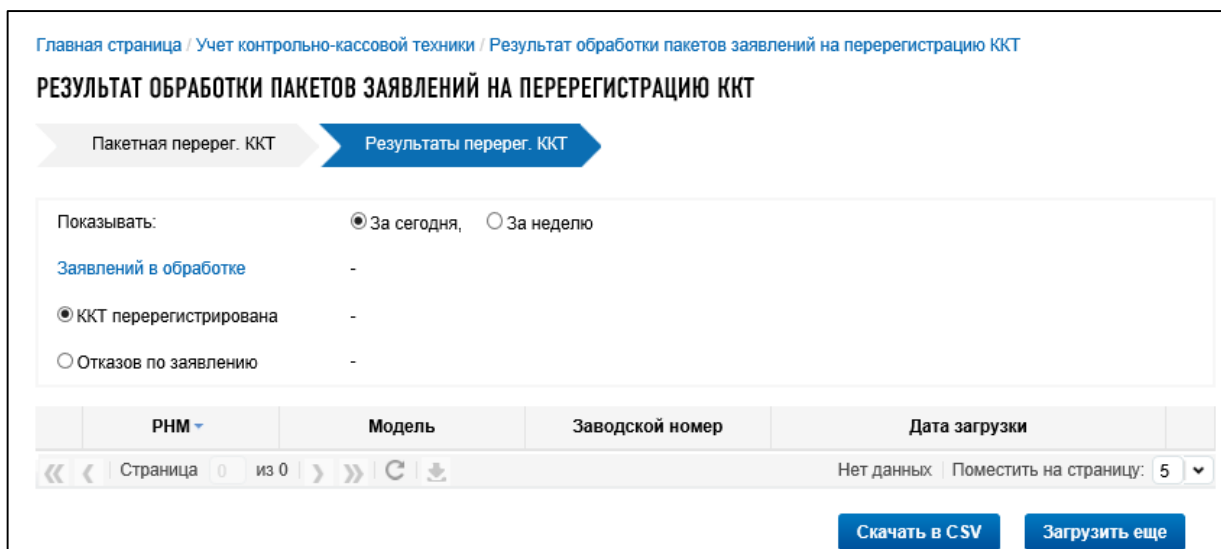 Главная страница / Учет контрольно-кассовой техники / Результат обработки пакетов заявлений на перерегистрацию ККТ
РЕЗУЛЬТАТ ОБРАБОТКИ ПАКЕТОВ ЗАЯВЛЕНИЙ НА ПЕРЕРЕГИСТРАЦИЮ ККТ
Пакетная перерег. ККТ Результаты перерег. ККТ
Показывать: За сегодня, За неделю
Заявлений в обработке -
ККТ перерегистрирована -
Отказов по заявлению -
РНМ Модель Заводской номер Дата загрузки
Страница 0 из 0 Нет данных Поместить на страницу: 5
Скачать в CSV Загрузить еще